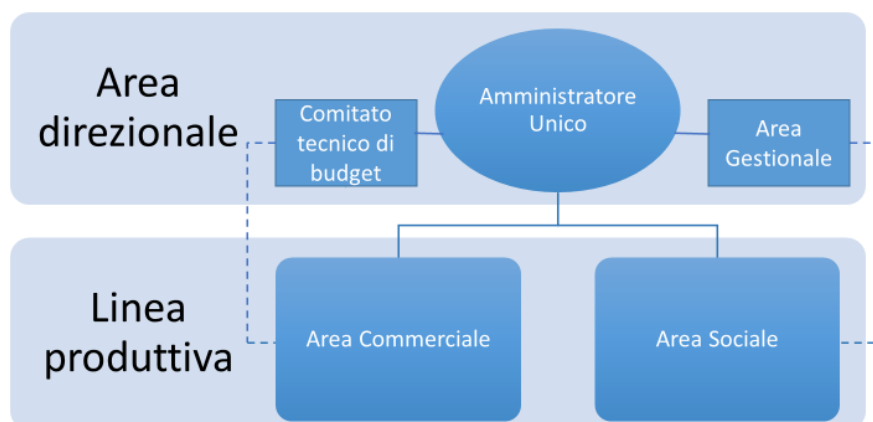 Area
direzionale
Comitato
tecnico di
budget
Amministratore
Unico
Area
Gestionale
Linea
produttiva
Area Commerciale
Area Sociale